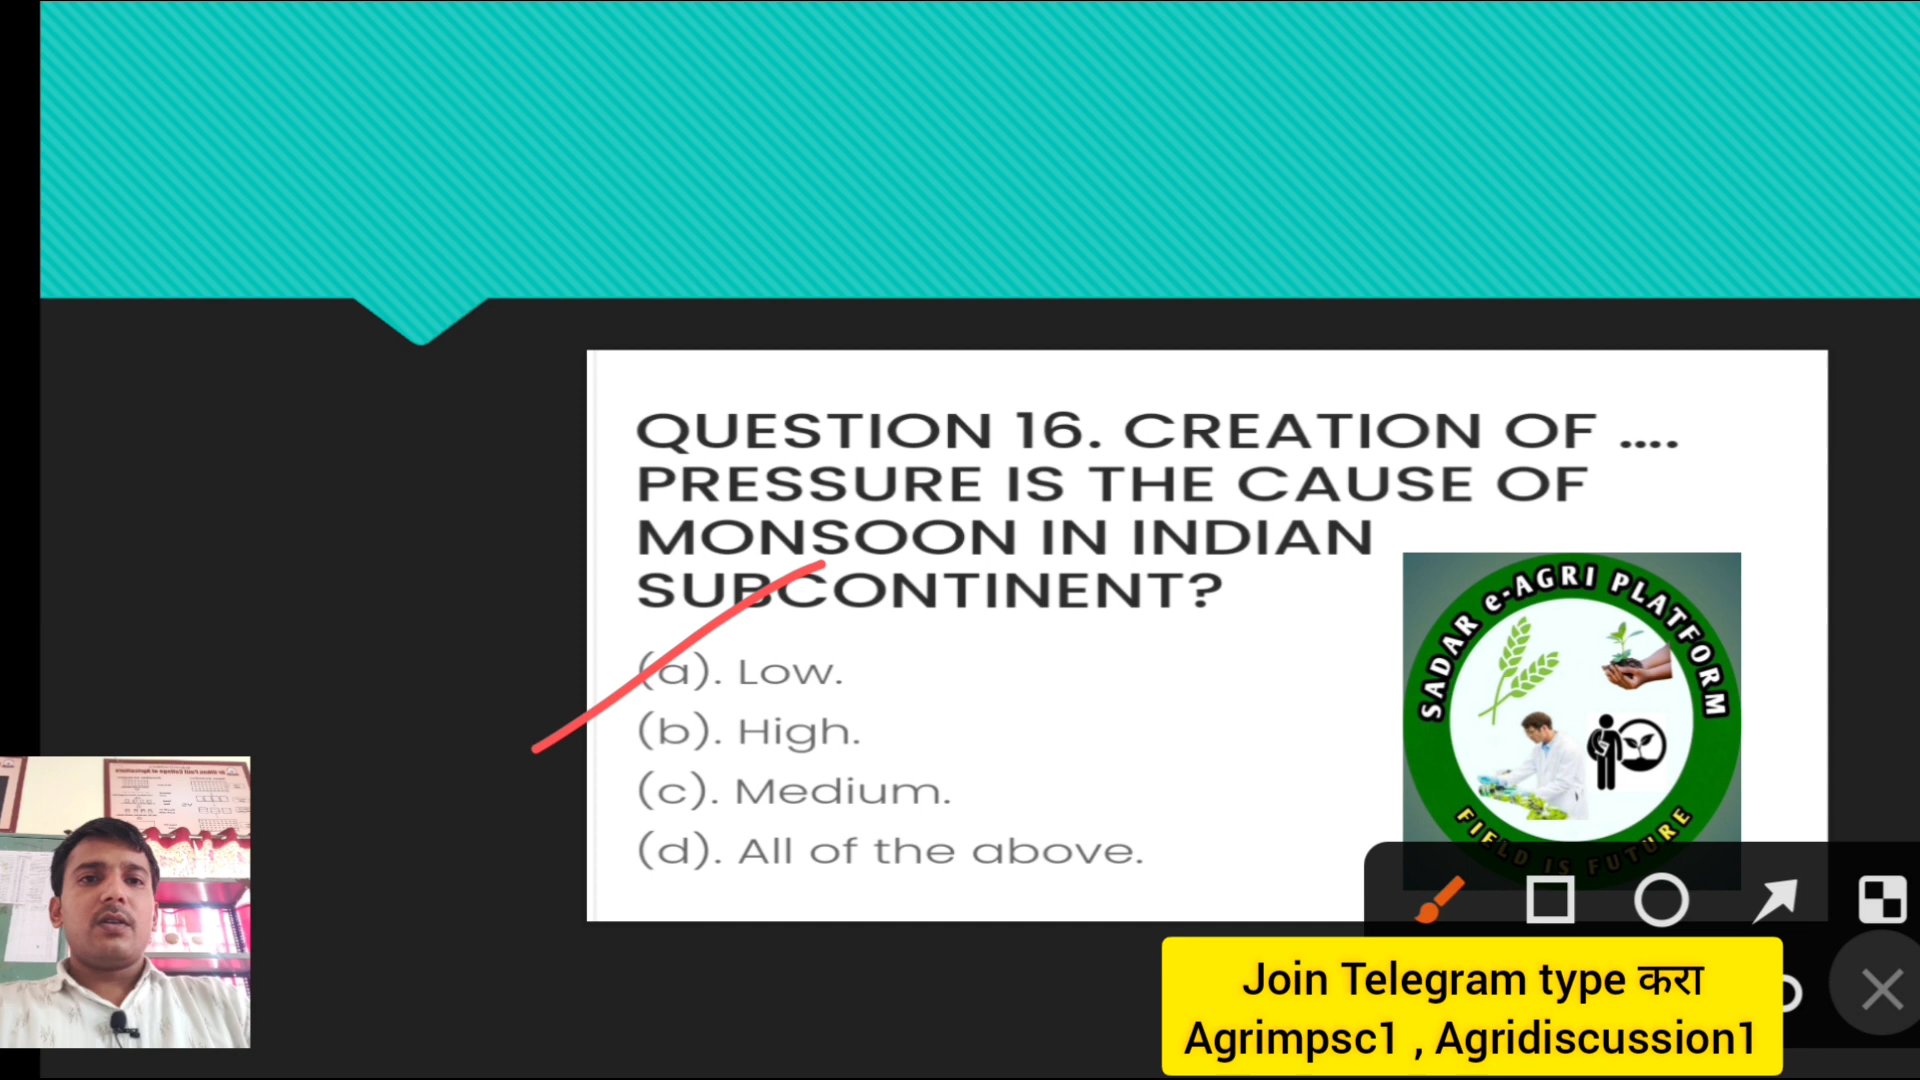 QUESTION 16. CREATION OF ....
PRESSURE IS THE CAUSE OF
MONSOON IN INDIAN
SUBCONTINENT?
(a). Low.
(b). High.
(c). Medium.
(d). All of the above.
SADAR e-AGRI PLATFORM
FIELD IS FUTURE
Join Telegram type करा
Agrimpsc1 , Agridiscussion1